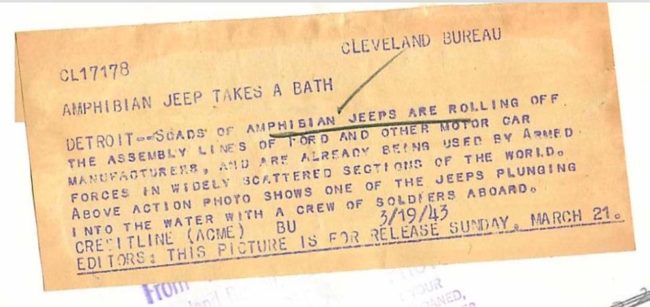 CLEVELAND BUREAU
CL17178
AMPHIBIAN JEEP TAKES A BATH
DETROIT--SCADS OF AMPHIBIAN JEEPS ARE ROLLING OFF
THE ASSEMBLY LINES OF FORD AND OTHER MOTOR CAR
MANUFACTURERS, AND ARE ALREADY BEING USED BY ARMED
FORCES IN WIDELY SCATTERED SECTIONS OF THE WORLD.
ABOVE ACTION PHOTO SHOWS ONE OF THE JEEPS PLUNGING
INTO THE WATER WITH A CREW OF SOLDIERS ABOARD.
CREDITLINE (ACME) BU 3/19/43
EDITORS: THIS PICTURE IS FOR RELEASE SUNDAY, MARCH 21.
From
YOUR